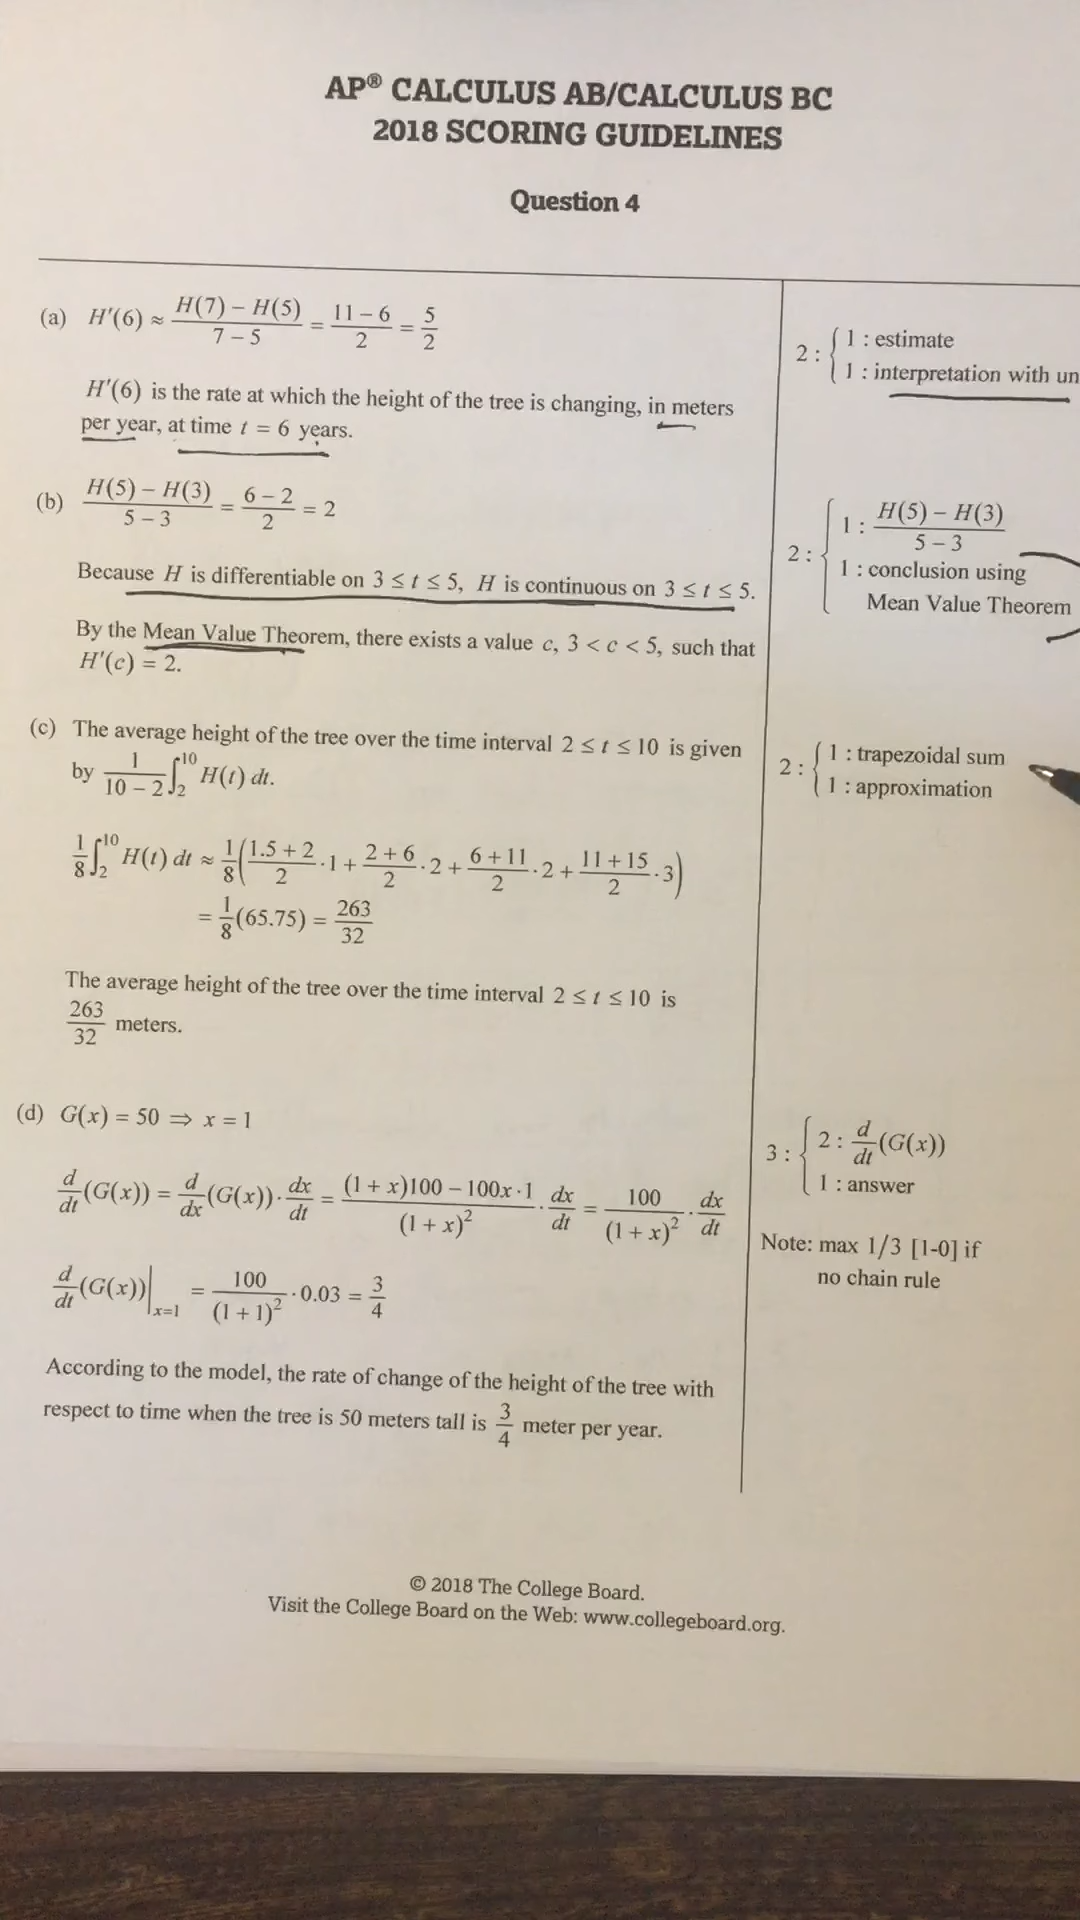 AP® CALCULUS AB/CALCULUS BC
2018 SCORING GUIDELINES
Question 4
(a) H′(6) ≈ (H(7) − H(5))/(7 − 5) = (11 − 6)/2 = 5/2
H′(6) is the rate at which the height of the tree is changing, in meters
per year, at time t = 6 years.
2 : { 1 : estimate
1 : interpretation with un
(b) (H(5) − H(3))/(5 − 3) = (6 − 2)/2 = 2
Because H is differentiable on 3 ≤ t ≤ 5, H is continuous on 3 ≤ t ≤ 5.
By the Mean Value Theorem, there exists a value c, 3 < c < 5, such that
H′(c) = 2.
2 : { 1 : (H(5) − H(3))/(5 − 3)
1 : conclusion using
Mean Value Theorem
(c) The average height of the tree over the time interval 2 ≤ t ≤ 10 is given
by 1/(10 − 2) ∫₂¹⁰ H(t) dt.
1/8 ∫₂¹⁰ H(t) dt ≈ 1/8((1.5 + 2)/2 · 1 + (2 + 6)/2 · 2 + (6 + 11)/2 · 2 + (11 + 15)/2 · 3)
= 1/8(65.75) = 263/32
The average height of the tree over the time interval 2 ≤ t ≤ 10 is
263/32 meters.
2 : { 1 : trapezoidal sum
1 : approximation
(d) G(x) = 50 ⇒ x = 1
d/dt(G(x)) = d/dx(G(x)) · dx/dt = ((1 + x)100 − 100x · 1)/(1 + x)² · dx/dt = 100/(1 + x)² · dx/dt
d/dt(G(x))|x=1 = 100/(1 + 1)² · 0.03 = 3/4
According to the model, the rate of change of the height of the tree with
respect to time when the tree is 50 meters tall is 3/4 meter per year.
3 : { 2 : d/dt(G(x))
1 : answer
Note: max 1/3 [1-0] if
no chain rule
© 2018 The College Board.
Visit the College Board on the Web: www.collegeboard.org.